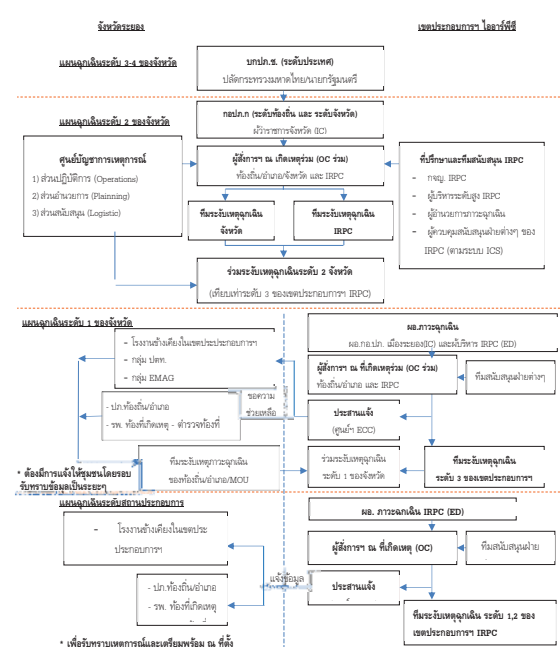 จังหวัดระยอง
เขตประกอบการฯ ไออาร์พีซี
แผนฉุกเฉินระดับ 3-4 ของจังหวัด
บกปภ.ช. (ระดับประเทศ)
ปลัดกระทรวงมหาดไทย/นายกรัฐมนตรี
แผนฉุกเฉินระดับ 2 ของจังหวัด
กอปภ.ก (ระดับท้องถิ่น และ ระดับจังหวัด)
ผู้ว่าราชการจังหวัด (IC)
ศูนย์บัญชาการเหตุการณ์
1) ส่วนปฏิบัติการ (Operations)
2) ส่วนอำนวยการ (Plainning)
3) ส่วนสนับสนุน (Logistic)
ผู้สั่งการฯ ณ เกิดเหตุร่วม (OC ร่วม)
ท้องถิ่น/อำเภอ/จังหวัด และ IRPC
ที่ปรึกษาและทีมสนับสนุน IRPC
- กจญ. IRPC
- ผู้บริหารระดับสูง IRPC
- ผู้อำนวยการภาวะฉุกเฉิน
- ผู้ควบคุมสนับสนุนฝ่ายต่างๆ ของ
IRPC (ตามระบบ ICS)
ทีมระงับเหตุฉุกเฉิน
จังหวัด
ทีมระงับเหตุฉุกเฉิน
IRPC
ร่วมระงับเหตุฉุกเฉินระดับ 2 จังหวัด
(เทียบเท่าระดับ 3 ของเขตประกอบการฯ IRPC)
แผนฉุกเฉินระดับ 1 ของจังหวัด
ผอ.ภาวะฉุกเฉิน
ผอ.กอ.ปภ. เมืองระยอง(IC) และผู้บริหาร IRPC (ED)
- โรงงานข้างเคียงในเขตประประกอบการฯ
- กลุ่ม ปตท.
- กลุ่ม EMAG
ผู้สั่งการฯ ณ ที่เกิดเหตุร่วม (OC ร่วม)
ท้องถิ่น/อำเภอ และ IRPC
ทีมสนับสนุนฝ่ายต่างๆ
ขอความ
ช่วยเหลือ
- ปภ.ท้องถิ่น/อำเภอ
- รพ. ท้องที่เกิดเหตุ - ตำรวจท้องที่
ประสานแจ้ง
(ศูนย์ฯ ECC)
ทีมระงับเหตุภาวะฉุกเฉิน
ของท้องถิ่น/อำเภอ/MOU
ร่วมระงับเหตุฉุกเฉิน
ระดับ 1 ของจังหวัด
ทีมระงับเหตุฉุกเฉิน
ระดับ 3 ของเขตประกอบการฯ
* ต้องมีการแจ้งให้ชุมชนโดยรอบ
รับทราบข้อมูลเป็นระยะๆ
แผนฉุกเฉินระดับสถานประกอบการ
ผอ. ภาวะฉุกเฉิน IRPC (ED)
- โรงงานข้างเคียงในเขตประ
ประกอบการฯ
ผู้สั่งการฯ ณ ที่เกิดเหตุ (OC)
ทีมสนับสนุนฝ่าย
แจ้งข้อมูล
ประสานแจ้ง
- ปภ.ท้องถิ่น/อำเภอ
- รพ. ท้องที่เกิดเหตุ
ทีมระงับเหตุฉุกเฉิน ระดับ 1,2 ของ
เขตประกอบการฯ IRPC
* เพื่อรับทราบเหตุการณ์และเตรียมพร้อม ณ ที่ตั้ง